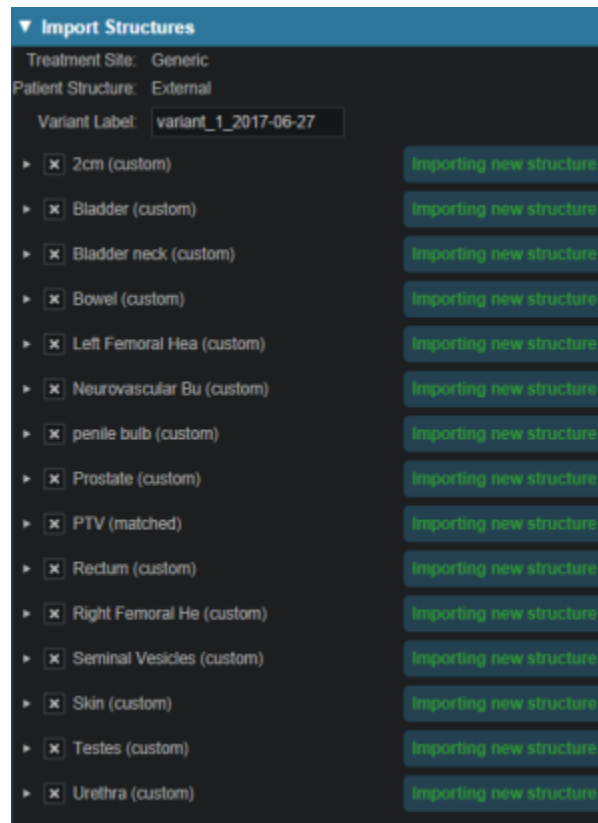 Import Structures
Treatment Site: Generic
Patient Structure: External
Variant Label: variant_1_2017-06-27
2cm (custom) Importing new structure
Bladder (custom) Importing new structure
Bladder neck (custom) Importing new structure
Bowel (custom) Importing new structure
Left Femoral Hea (custom) Importing new structure
Neurovascular Bu (custom) Importing new structure
penile bulb (custom) Importing new structure
Prostate (custom) Importing new structure
PTV (matched) Importing new structure
Rectum (custom) Importing new structure
Right Femoral He (custom) Importing new structure
Seminal Vesicles (custom) Importing new structure
Skin (custom) Importing new structure
Testes (custom) Importing new structure
Urethra (custom) Importing new structure